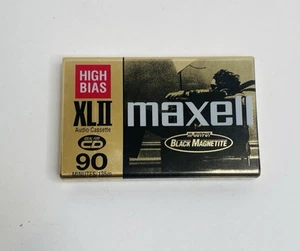 HIGH
BIAS
XLII
Audio Cassette
CD
90
maxell
BLACK MAGNETITE